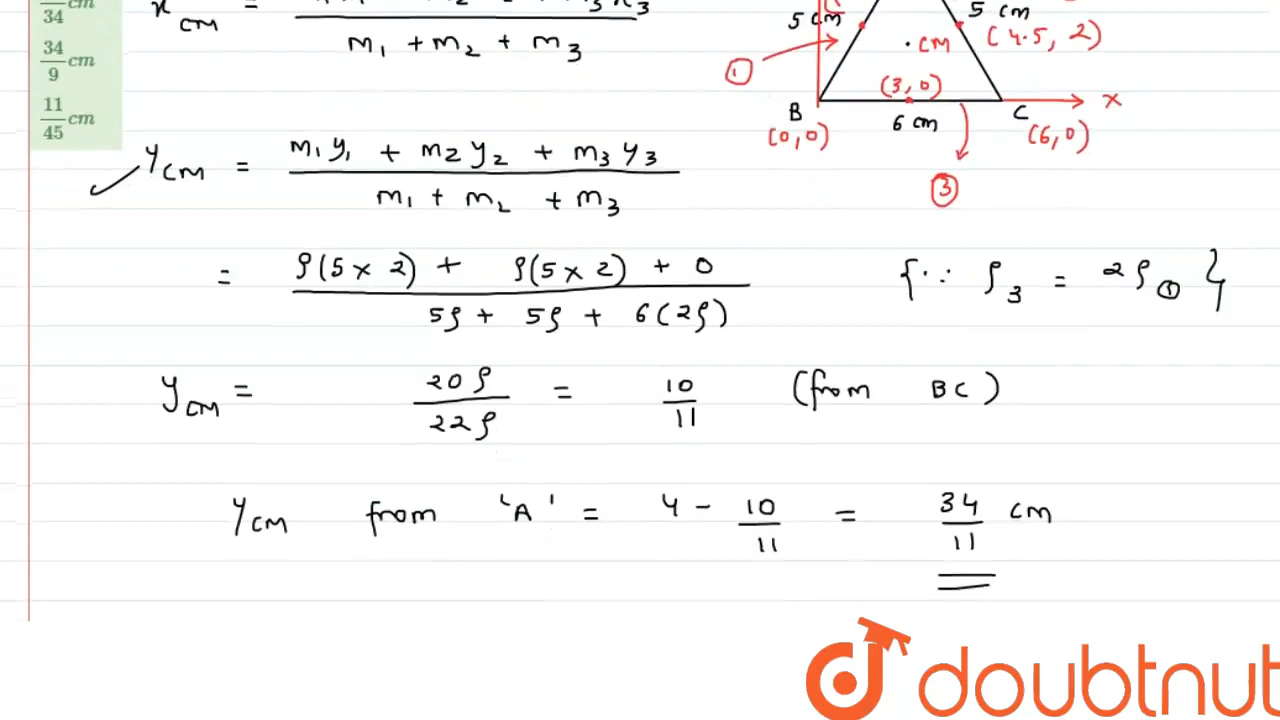 34 cm
34/9 cm
11/45 cm
x_CM =
m₁ + m₂ + m₃
5 cm
5 cm
(4.5, 2)
.CM
①
(3, 0)
B
C
x
(0, 0)
6 cm
(6, 0)
③
y_CM = (m₁y₁ + m₂y₂ + m₃y₃) / (m₁ + m₂ + m₃)
= (ρ(5×2) + ρ(5×2) + 0) / (5ρ + 5ρ + 6(2ρ)) {∵ ρ₃ = 2ρ①}
y_CM = 20ρ/22ρ = 10/11 (from BC)
y_CM from 'A' = 4 - 10/11 = 34/11 cm
doubtnut